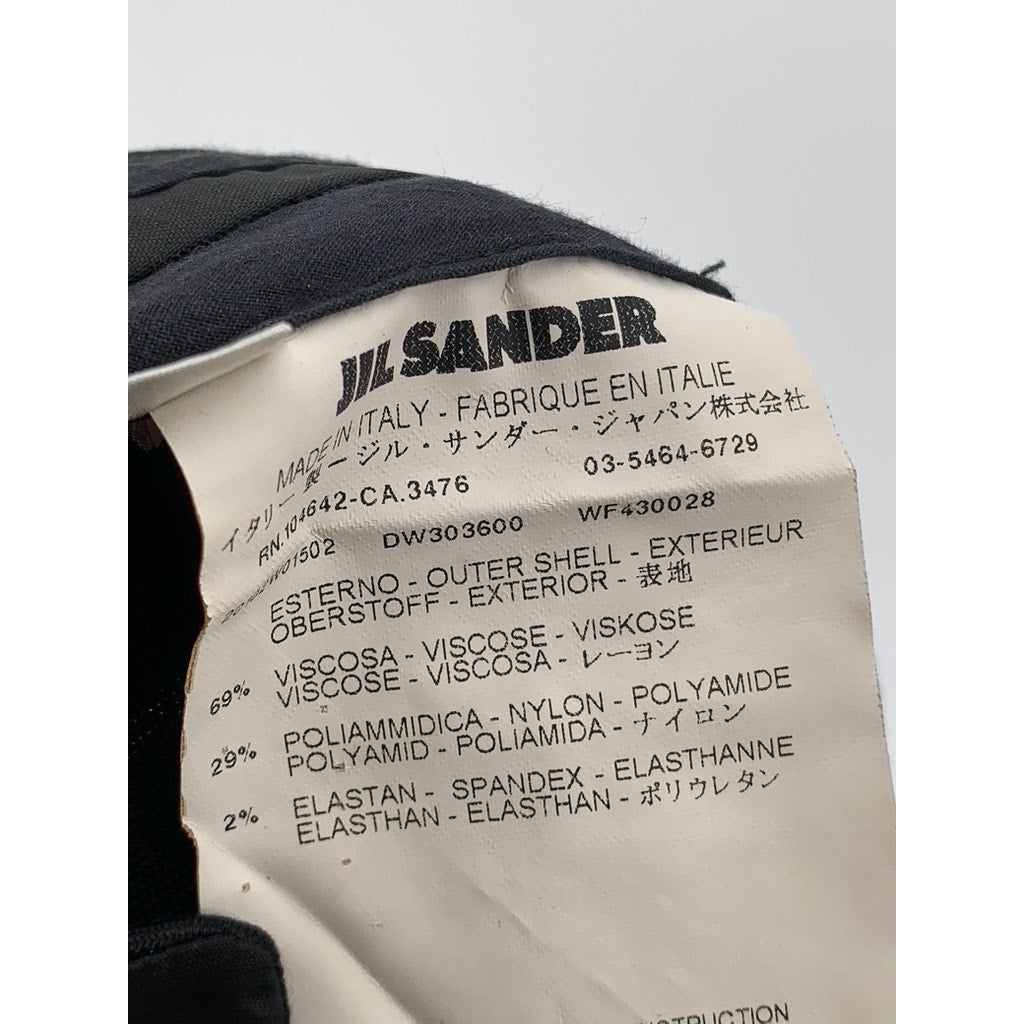 JIL SANDER
MADE IN ITALY - FABRIQUE EN ITALIE
イタリー製 ージル・サンダー・ジャパン株式会社
RN.104642-CA.3476 03-5464-6729
DW303600 WF430028
ESTERNO - OUTER SHELL - EXTERIEUR
OBERSTOFF - EXTERIOR - 表地
69% VISCOSA - VISCOSE - VISKOSE
VISCOSE - VISCOSA - レーヨン
29% POLIAMMIDICA - NYLON - POLYAMIDE
POLYAMID - POLIAMIDA - ナイロン
2% ELASTAN - SPANDEX - ELASTHANNE
ELASTHAN - ELASTHAN - ポリウレタン